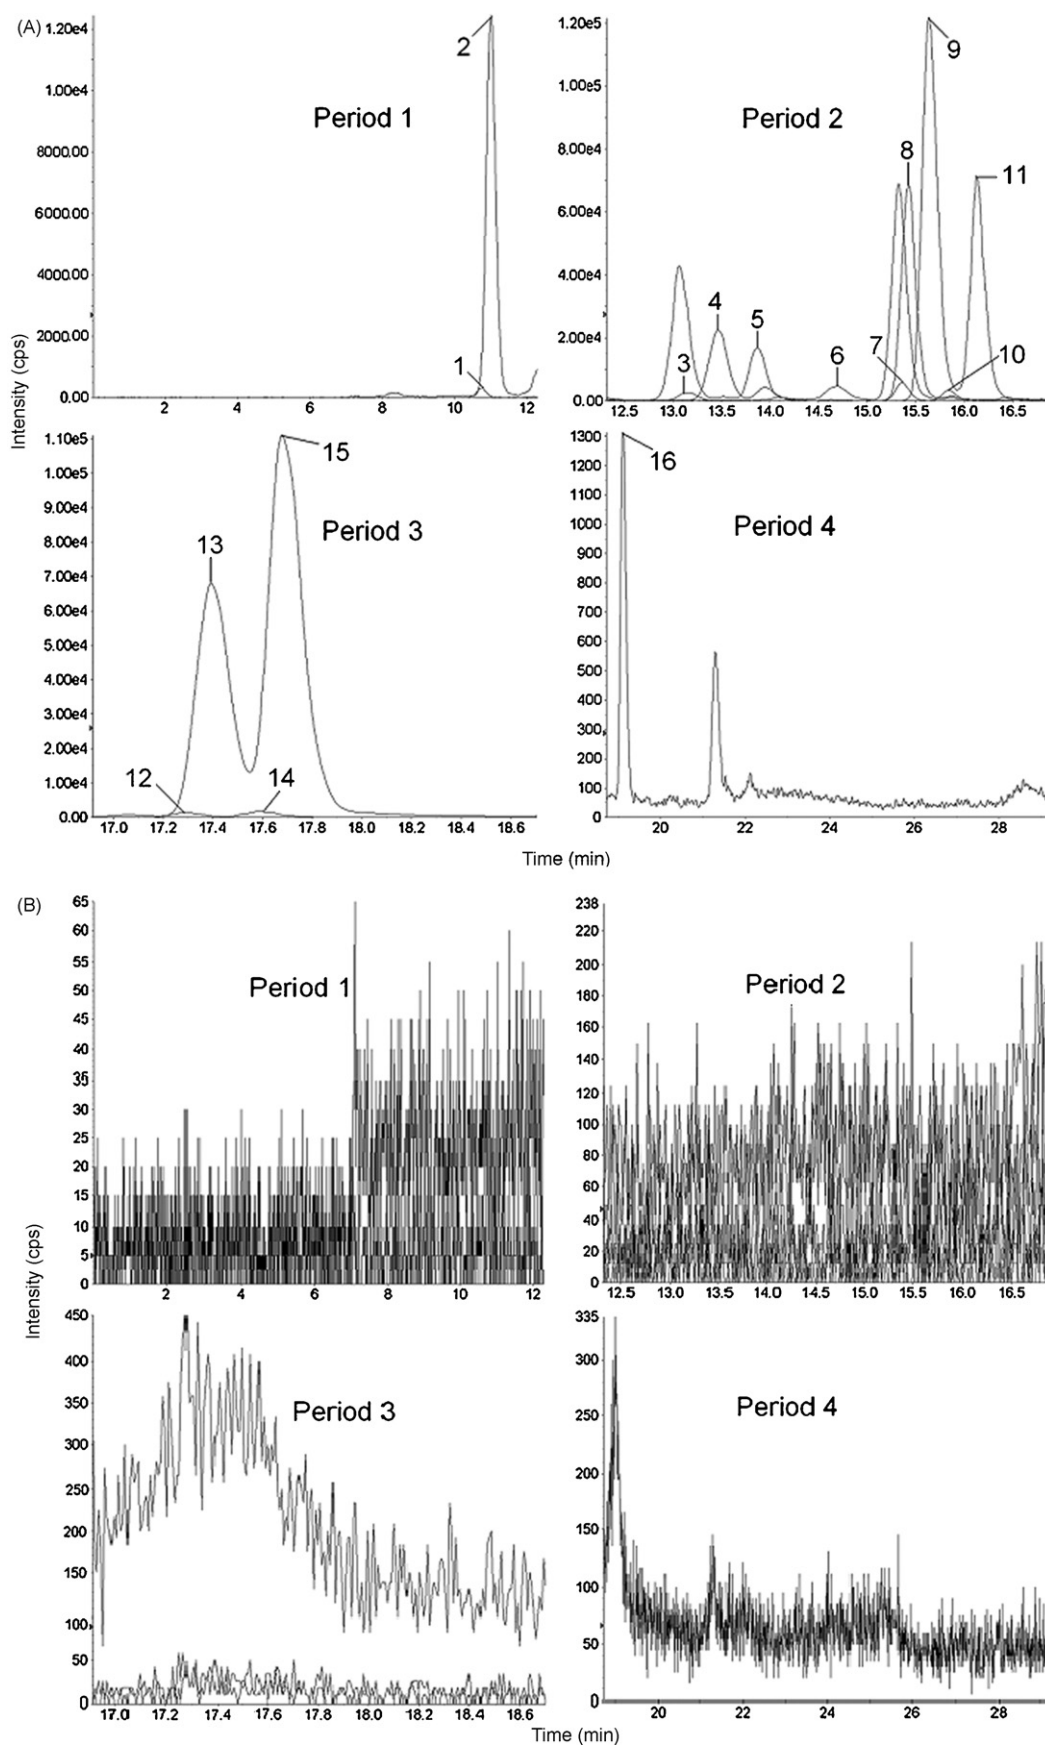 (A)
1.20e4
1.00e4
8000.00
6000.00
4000.00
2000.00
0.00
2
1
Period 1
2 4 6 8 10 12
1.20e5
1.00e5
8.00e4
6.00e4
4.00e4
2.00e4
0.00
Period 2
9
8
11
4
5
3
6
7
10
12.5 13.0 13.5 14.0 14.5 15.0 15.5 16.0 16.5
Intensity (cps)
1.10e5
1.00e5
9.00e4
8.00e4
7.00e4
6.00e4
5.00e4
4.00e4
3.00e4
2.00e4
1.00e4
0.00
15
13
Period 3
12
14
17.0 17.2 17.4 17.6 17.8 18.0 18.2 18.4 18.6
1300
1200
1100
1000
900
800
700
600
500
400
300
200
100
0
16
Period 4
20 22 24 26 28
Time (min)
(B)
65
60
55
50
45
40
35
30
25
20
15
10
5
0
Period 1
2 4 6 8 10 12
238
220
200
180
160
140
120
100
80
60
40
20
0
Period 2
12.5 13.0 13.5 14.0 14.5 15.0 15.5 16.0 16.5
Intensity (cps)
450
400
350
300
250
200
150
100
50
0
Period 3
17.0 17.2 17.4 17.6 17.8 18.0 18.2 18.4 18.6
335
300
250
200
150
100
50
0
Period 4
20 22 24 26 28
Time (min)